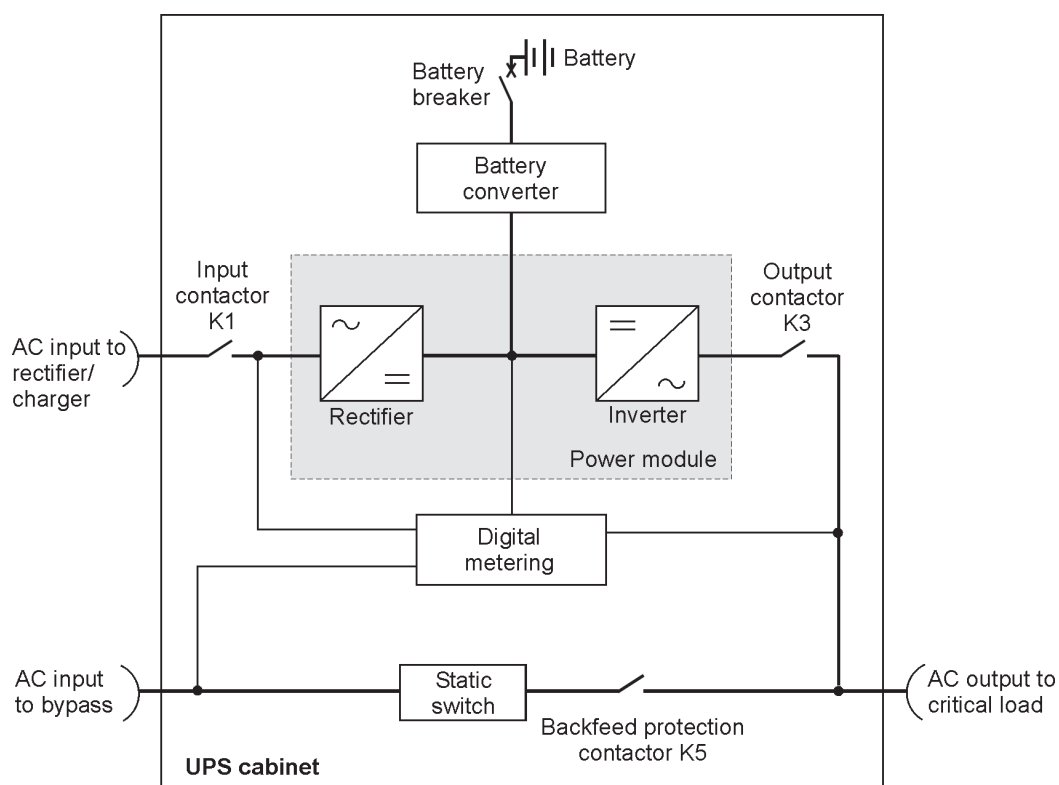 Battery
Battery
breaker
Battery
converter
Input
contactor
K1
Output
contactor
K3
AC input to
rectifier/
charger
Rectifier
Inverter
Power module
Digital
metering
AC input
to bypass
Static
switch
Backfeed protection
contactor K5
AC output to
critical load
UPS cabinet